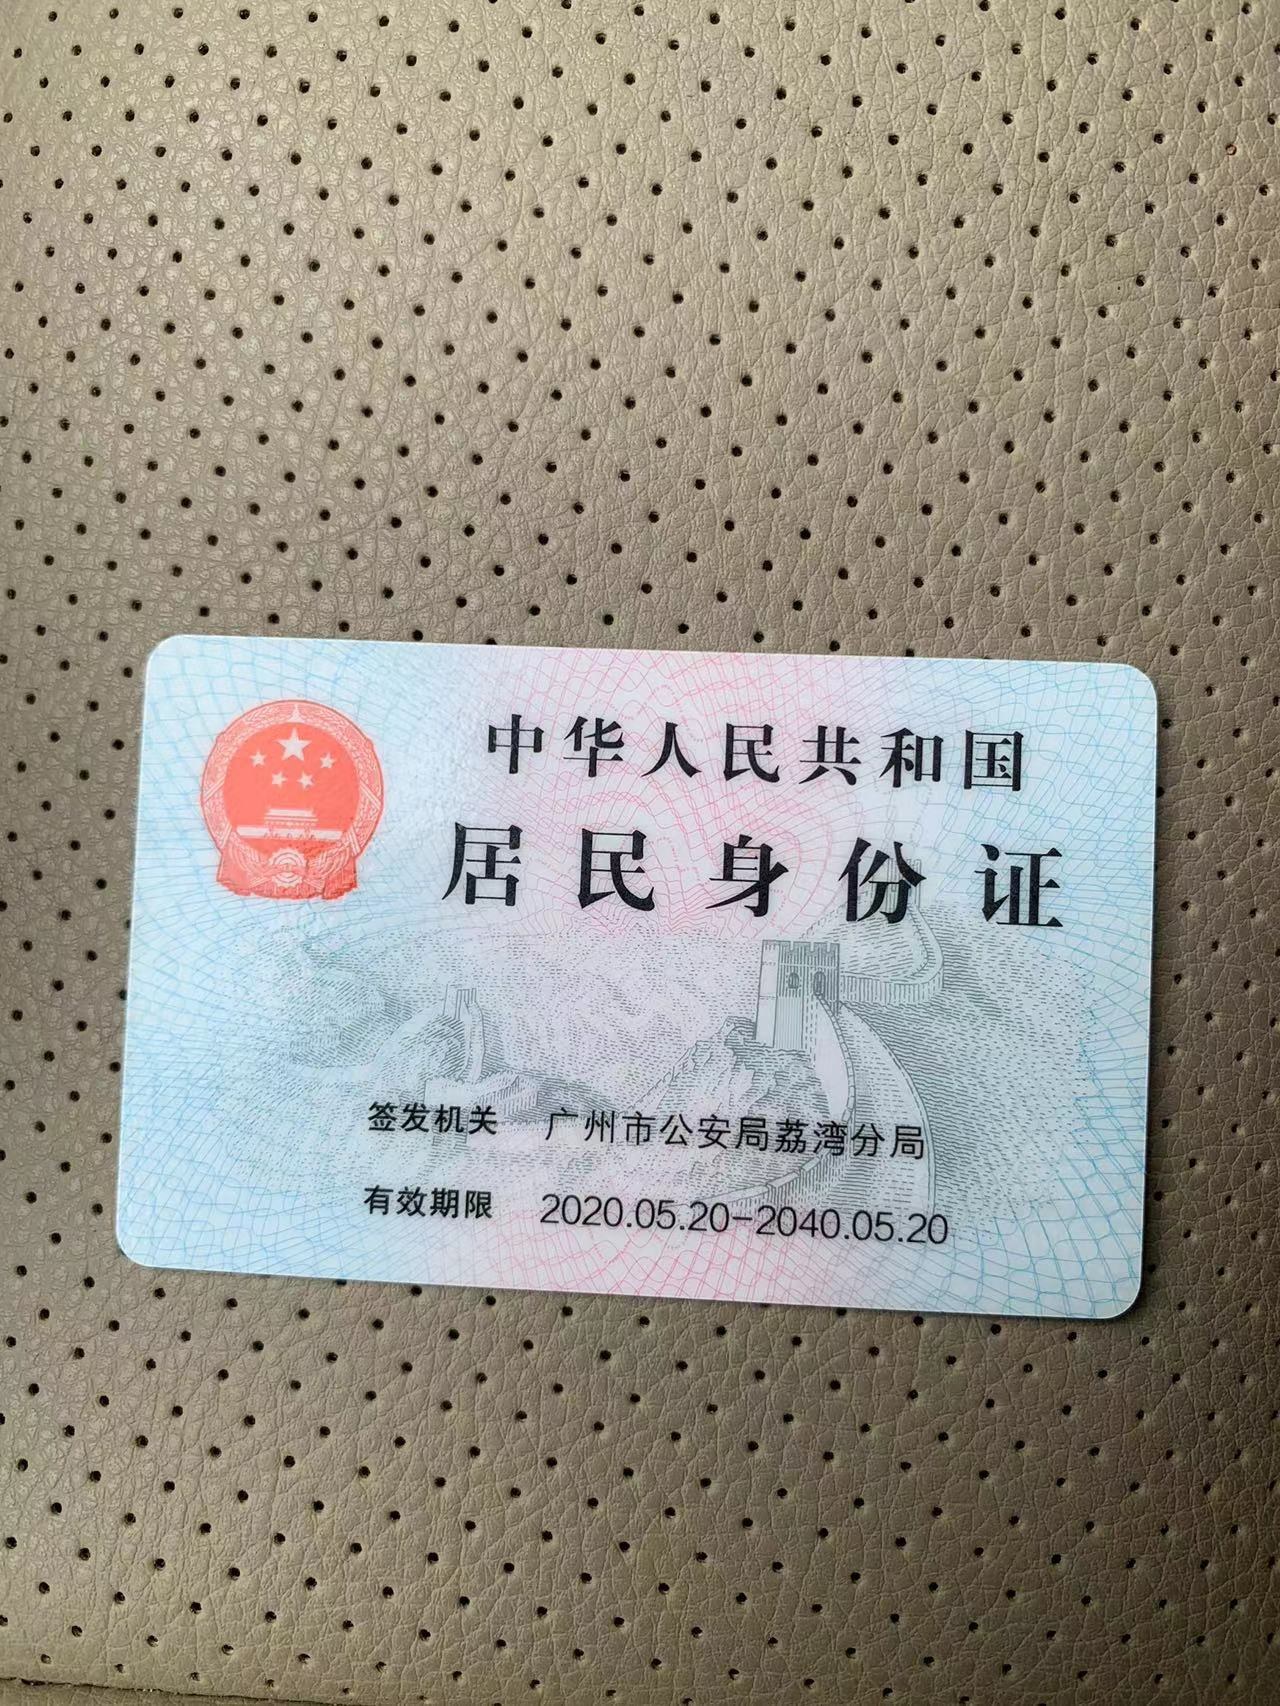 中华人民共和国
居民身份证
签发机关 广州市公安局荔湾分局
有效期限 2020.05.20-2040.05.20